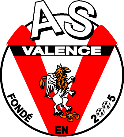 AS
VALENCE
FONDÉ
EN
2005